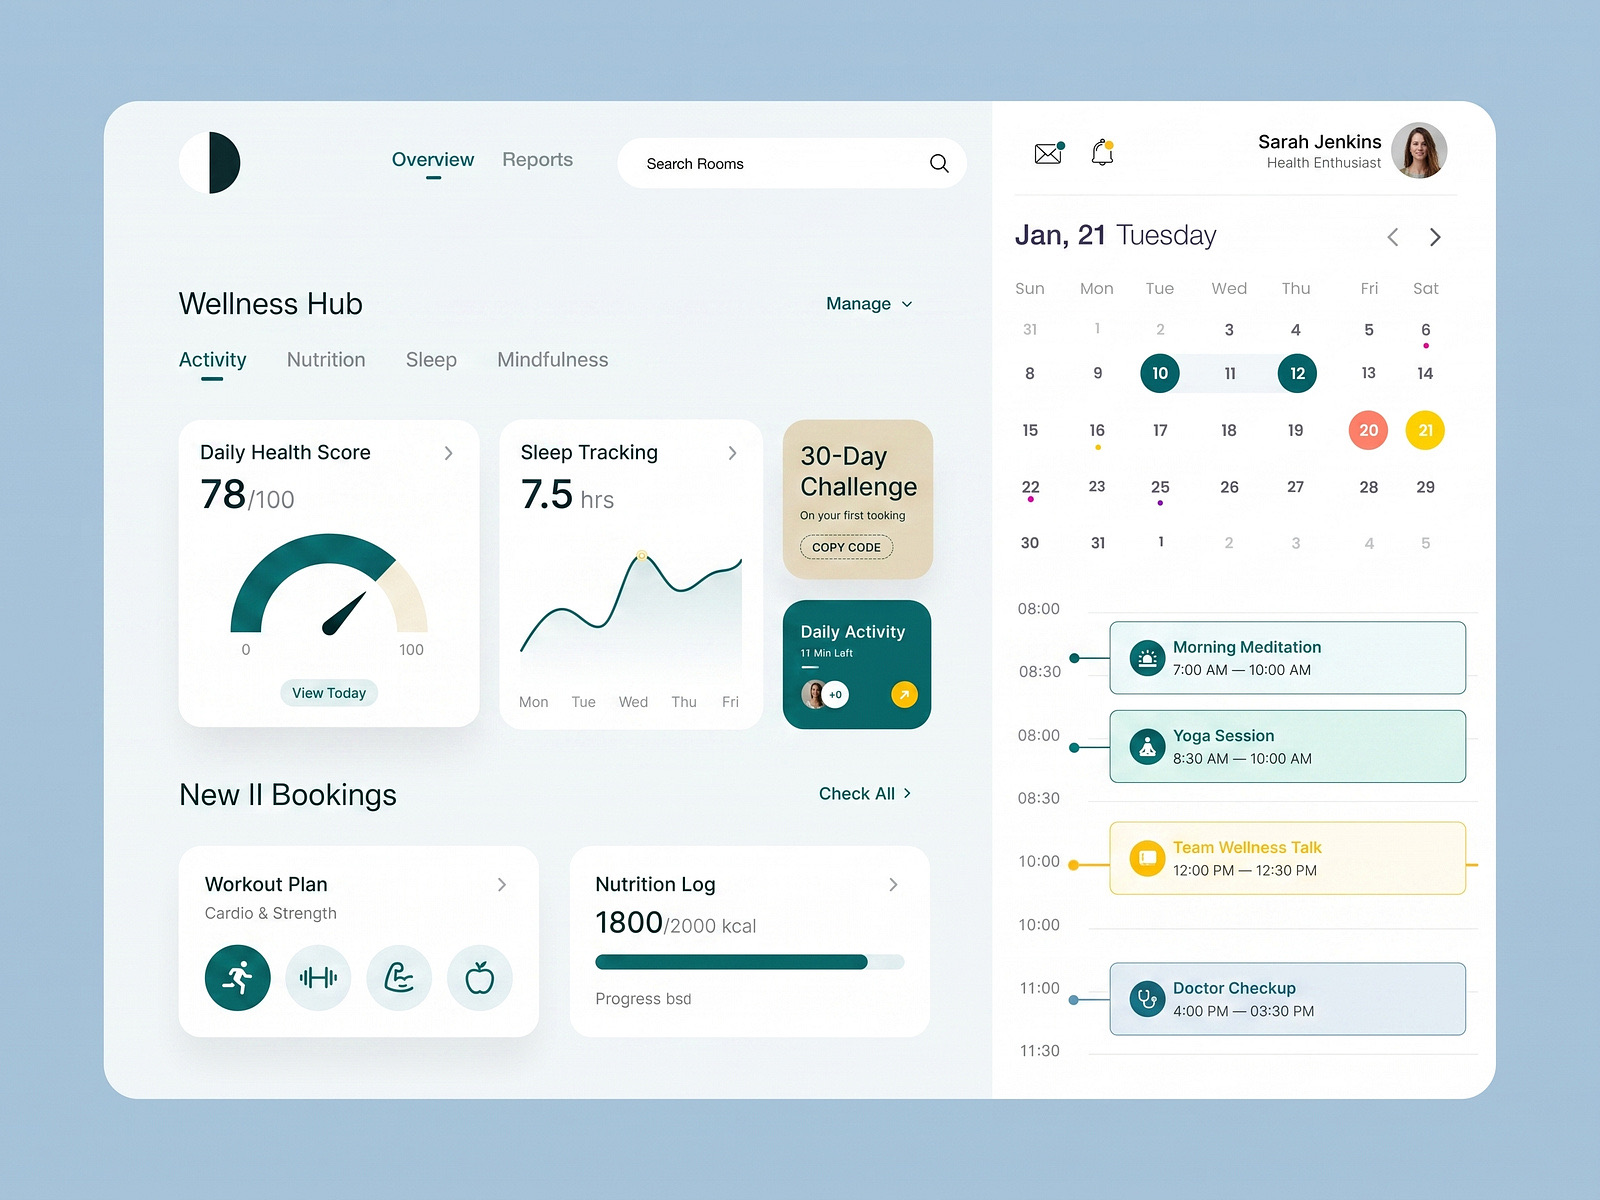 Overview Reports
Search Rooms
Sarah Jenkins
Health Enthusiast
Wellness Hub
Manage
Activity Nutrition Sleep Mindfulness
Daily Health Score
78/100
0 100
View Today
Sleep Tracking
7.5 hrs
Mon Tue Wed Thu Fri
30-Day
Challenge
On your first tooking
COPY CODE
Daily Activity
11 Min Laft
+0
New II Bookings
Check All
Workout Plan
Cardio & Strength
Nutrition Log
1800/2000 kcal
Progress bsd
Jan, 21 Tuesday
Sun Mon Tue Wed Thu Fri Sat
31 1 2 3 4 5 6
8 9 10 11 12 13 14
15 16 17 18 19 20 21
22 23 25 26 27 28 29
30 31 1 2 3 4 5
08:00
Morning Meditation
7:00 AM — 10:00 AM
08:30
08:00
Yoga Session
8:30 AM — 10:00 AM
08:30
Team Wellness Talk
12:00 PM — 12:30 PM
10:00
10:00
Doctor Checkup
4:00 PM — 03:30 PM
11:00
11:30